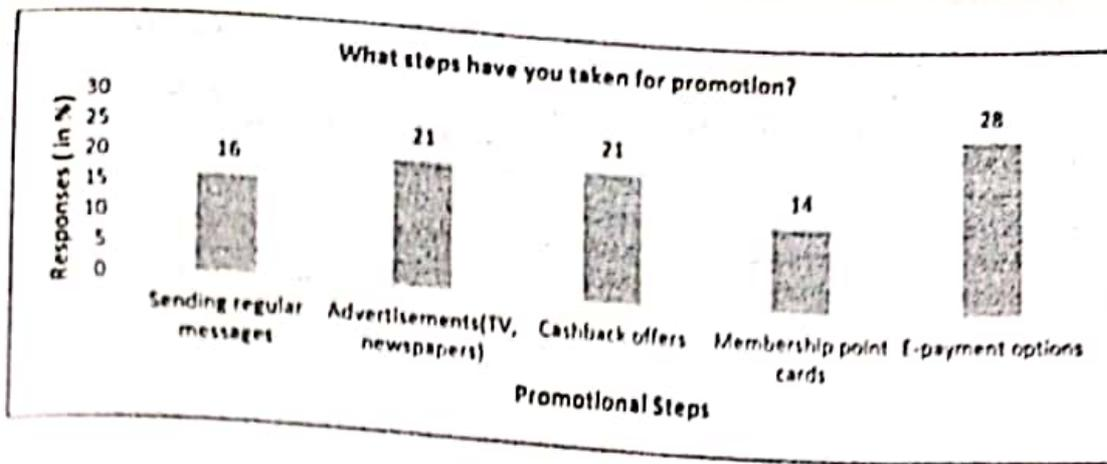 What steps have you taken for promotion?
Responses ( in %)
30
25
20
15
10
5
0
16
21
21
14
28
Sending regular
messages
Advertisements(TV,
newspapers)
Cashback offers
Membership point
cards
E-payment options
Promotional Steps